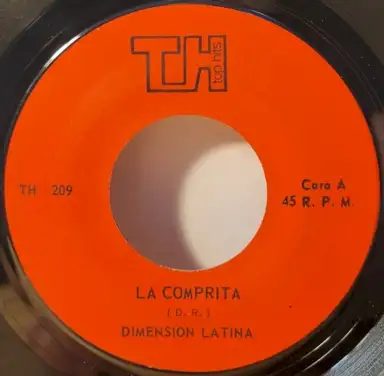 TH
top hits
TH - 209
Cara A
45 R. P. M.
LA COMPRITA
( D. R. )
DIMENSION LATINA